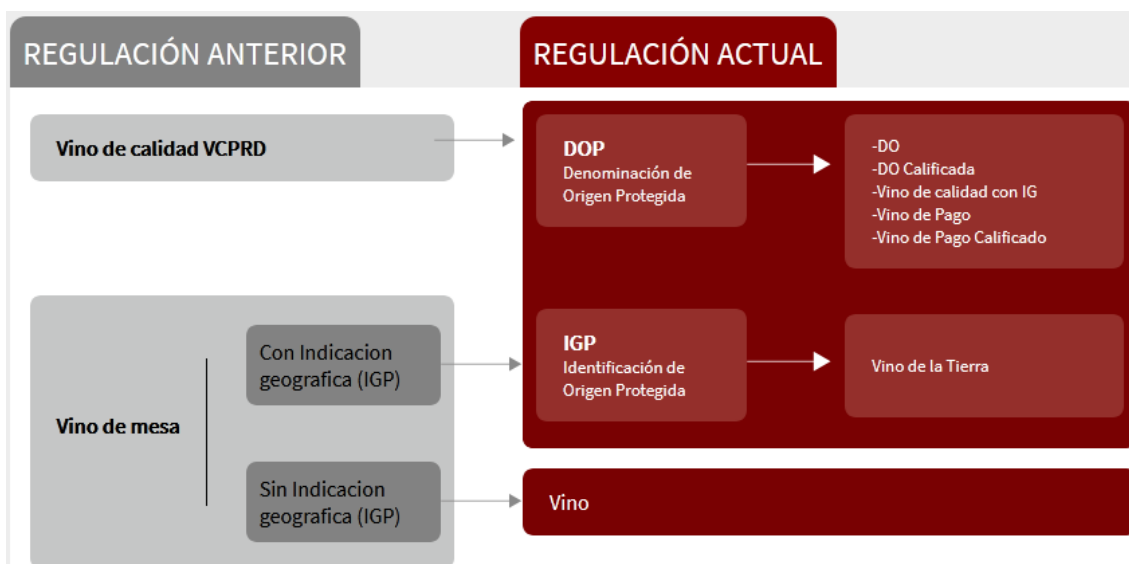 REGULACIÓN ANTERIOR
REGULACIÓN ACTUAL
Vino de calidad VCPRD
DOP
Denominación de
Origen Protegida
-DO
-DO Calificada
-Vino de calidad con IG
-Vino de Pago
-Vino de Pago Calificado
Vino de mesa
Con Indicacion
geografica (IGP)
IGP
Identificación de
Origen Protegida
Vino de la Tierra
Sin Indicacion
geografica (IGP)
Vino